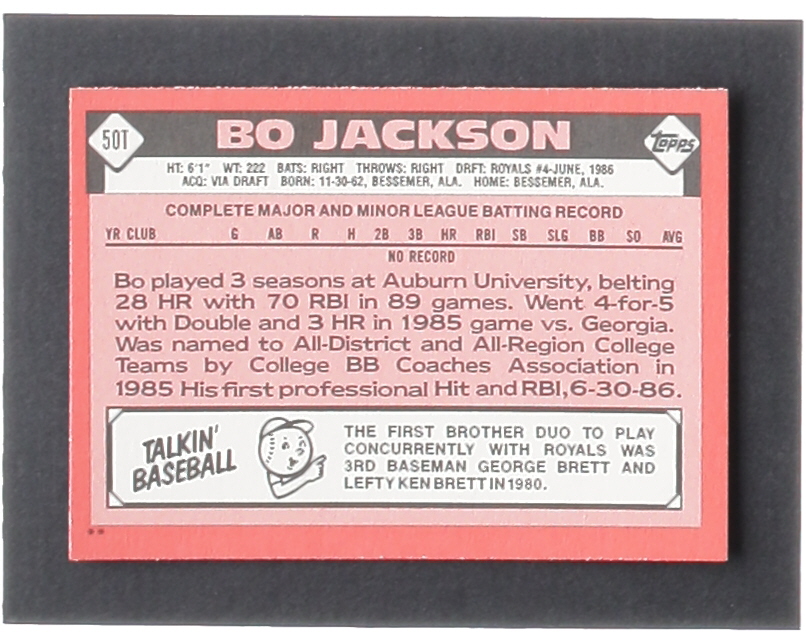 50T BO JACKSON Topps
HT: 6'1" WT: 222 BATS: RIGHT THROWS: RIGHT DRFT: ROYALS #4-JUNE, 1986
ACQ: VIA DRAFT BORN: 11-30-62, BESSEMER, ALA. HOME: BESSEMER, ALA.
COMPLETE MAJOR AND MINOR LEAGUE BATTING RECORD
YR CLUB G AB R H 2B 3B HR RBI SB SLG BB SO AVG
NO RECORD
Bo played 3 seasons at Auburn University, belting
28 HR with 70 RBI in 89 games. Went 4-for-5
with Double and 3 HR in 1985 game vs. Georgia.
Was named to All-District and All-Region College
Teams by College BB Coaches Association in
1985 His first professional Hit and RBI, 6-30-86.
TALKIN'
BASEBALL
THE FIRST BROTHER DUO TO PLAY
CONCURRENTLY WITH ROYALS WAS
3RD BASEMAN GEORGE BRETT AND
LEFTY KEN BRETT IN 1980.
**